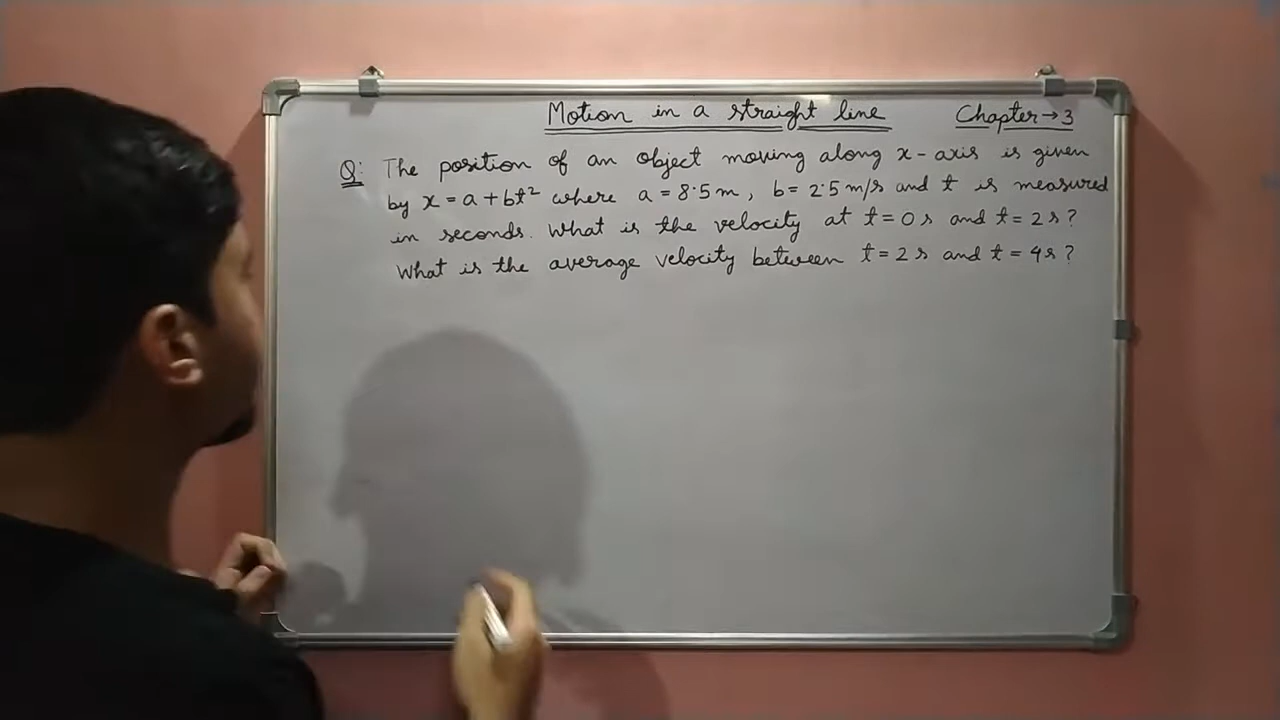 Motion in a straight line Chapter→3
Q: The position of an object moving along x-axis is given
by x = a + bt² where a = 8.5 m, b = 2.5 m/s and t is measured
in seconds. What is the velocity at t = 0 s and t = 2 s?
What is the average velocity between t = 2 s and t = 4 s?